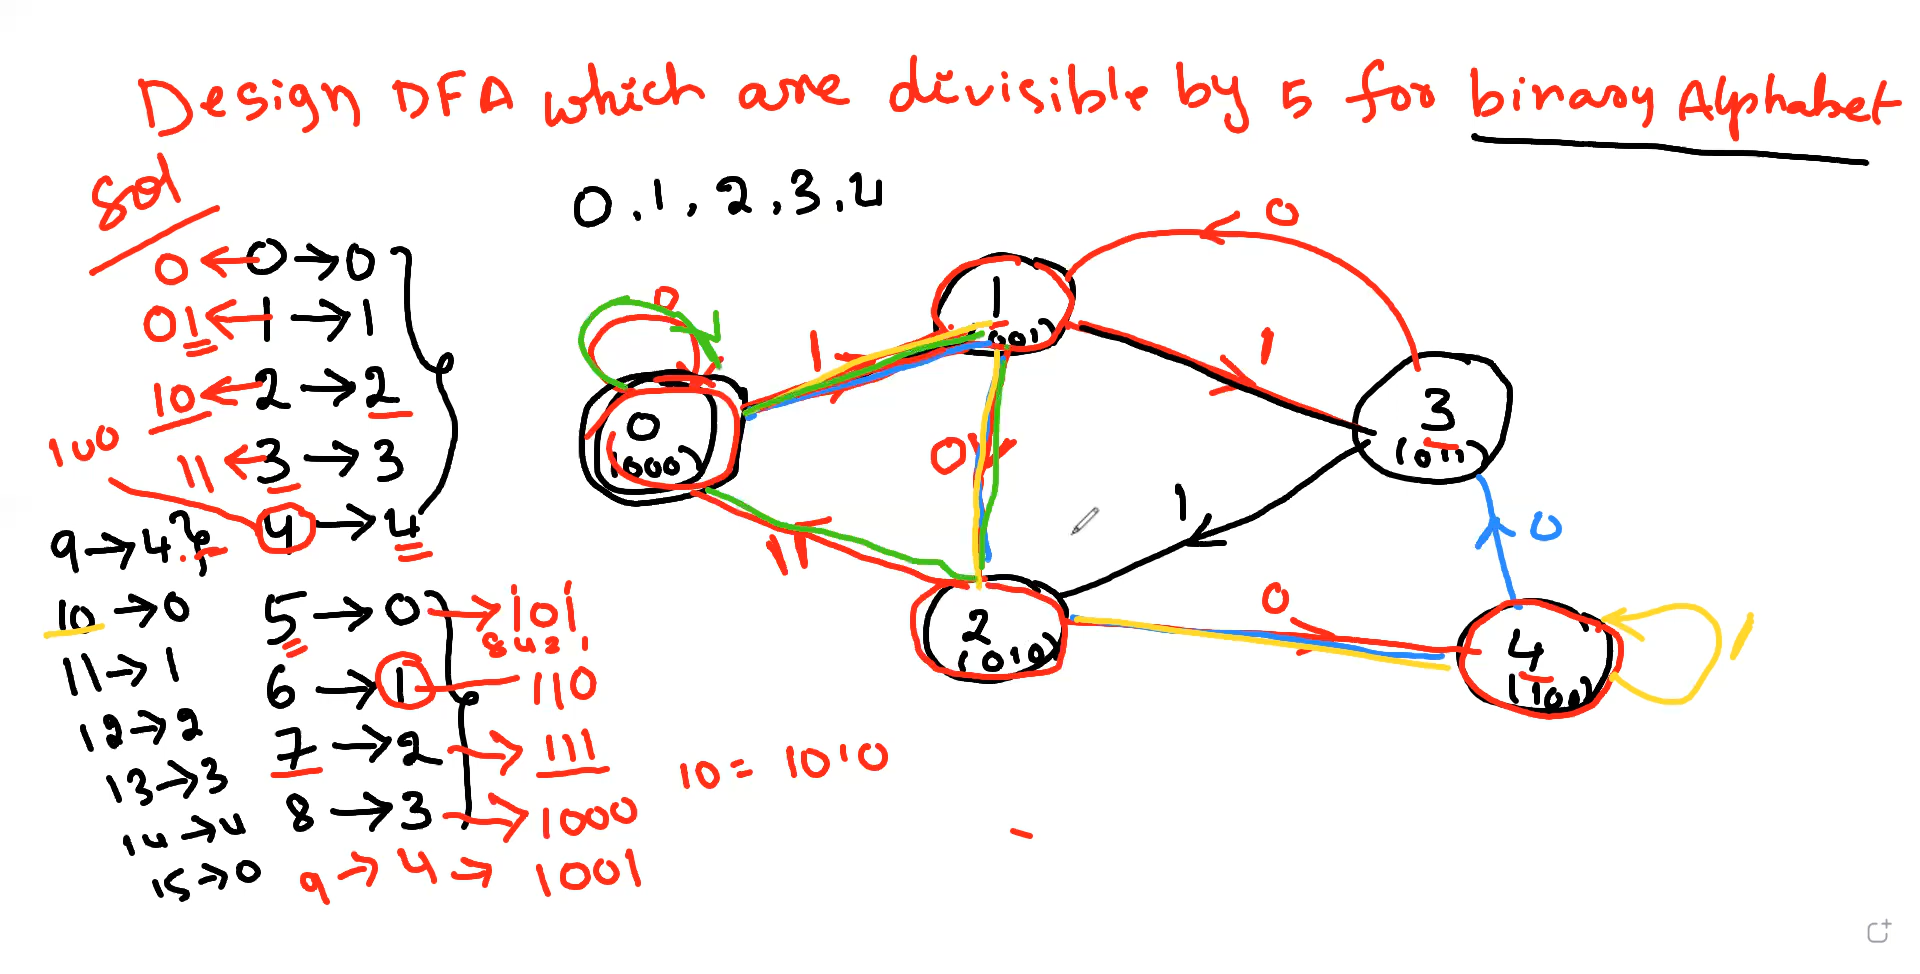 Design DFA which are divisible by 5 for binary Alphabet
Sol
0, 1, 2, 3, 4
0 ← 0 → 0
01 ← 1 → 1
10 ← 2 → 2
11 ← 3 → 3
100
4 → 4
9 → 4
10 → 0
11 → 1
12 → 2
13 → 3
14 → 4
15 → 0
5 → 0 → 101
8421
6 → 1 110
7 → 2 → 111
8 → 3 → 1000
9 → 4 → 1001
10 = 1010
0
1
0
1
(001)
1
0
0
(000)
3
(011)
1
1
0
2
(010)
0
4
(100)
1